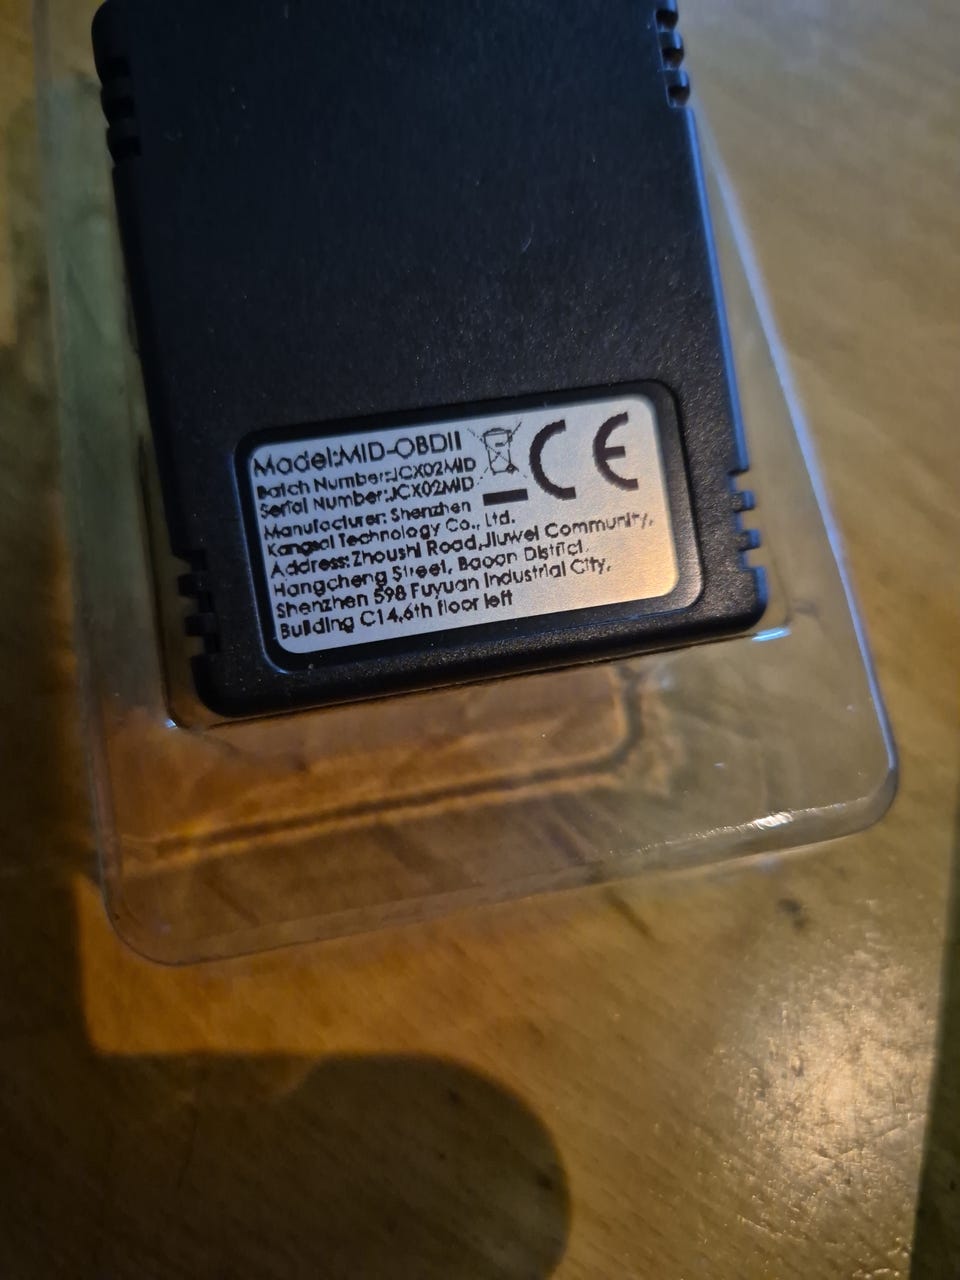 Model:MID-OBDII
Batch Number:JCX02MID
Serial Number:JCX02MID
Manufacturer: Shenzhen
Kangsai Technology Co., Ltd.
Address: Zhoushi Road,Jiuwei Community,
Hangcheng Street, Baoan District,
Shenzhen 598 Fuyuan Industrial City,
Building C14,6th floor left
CE